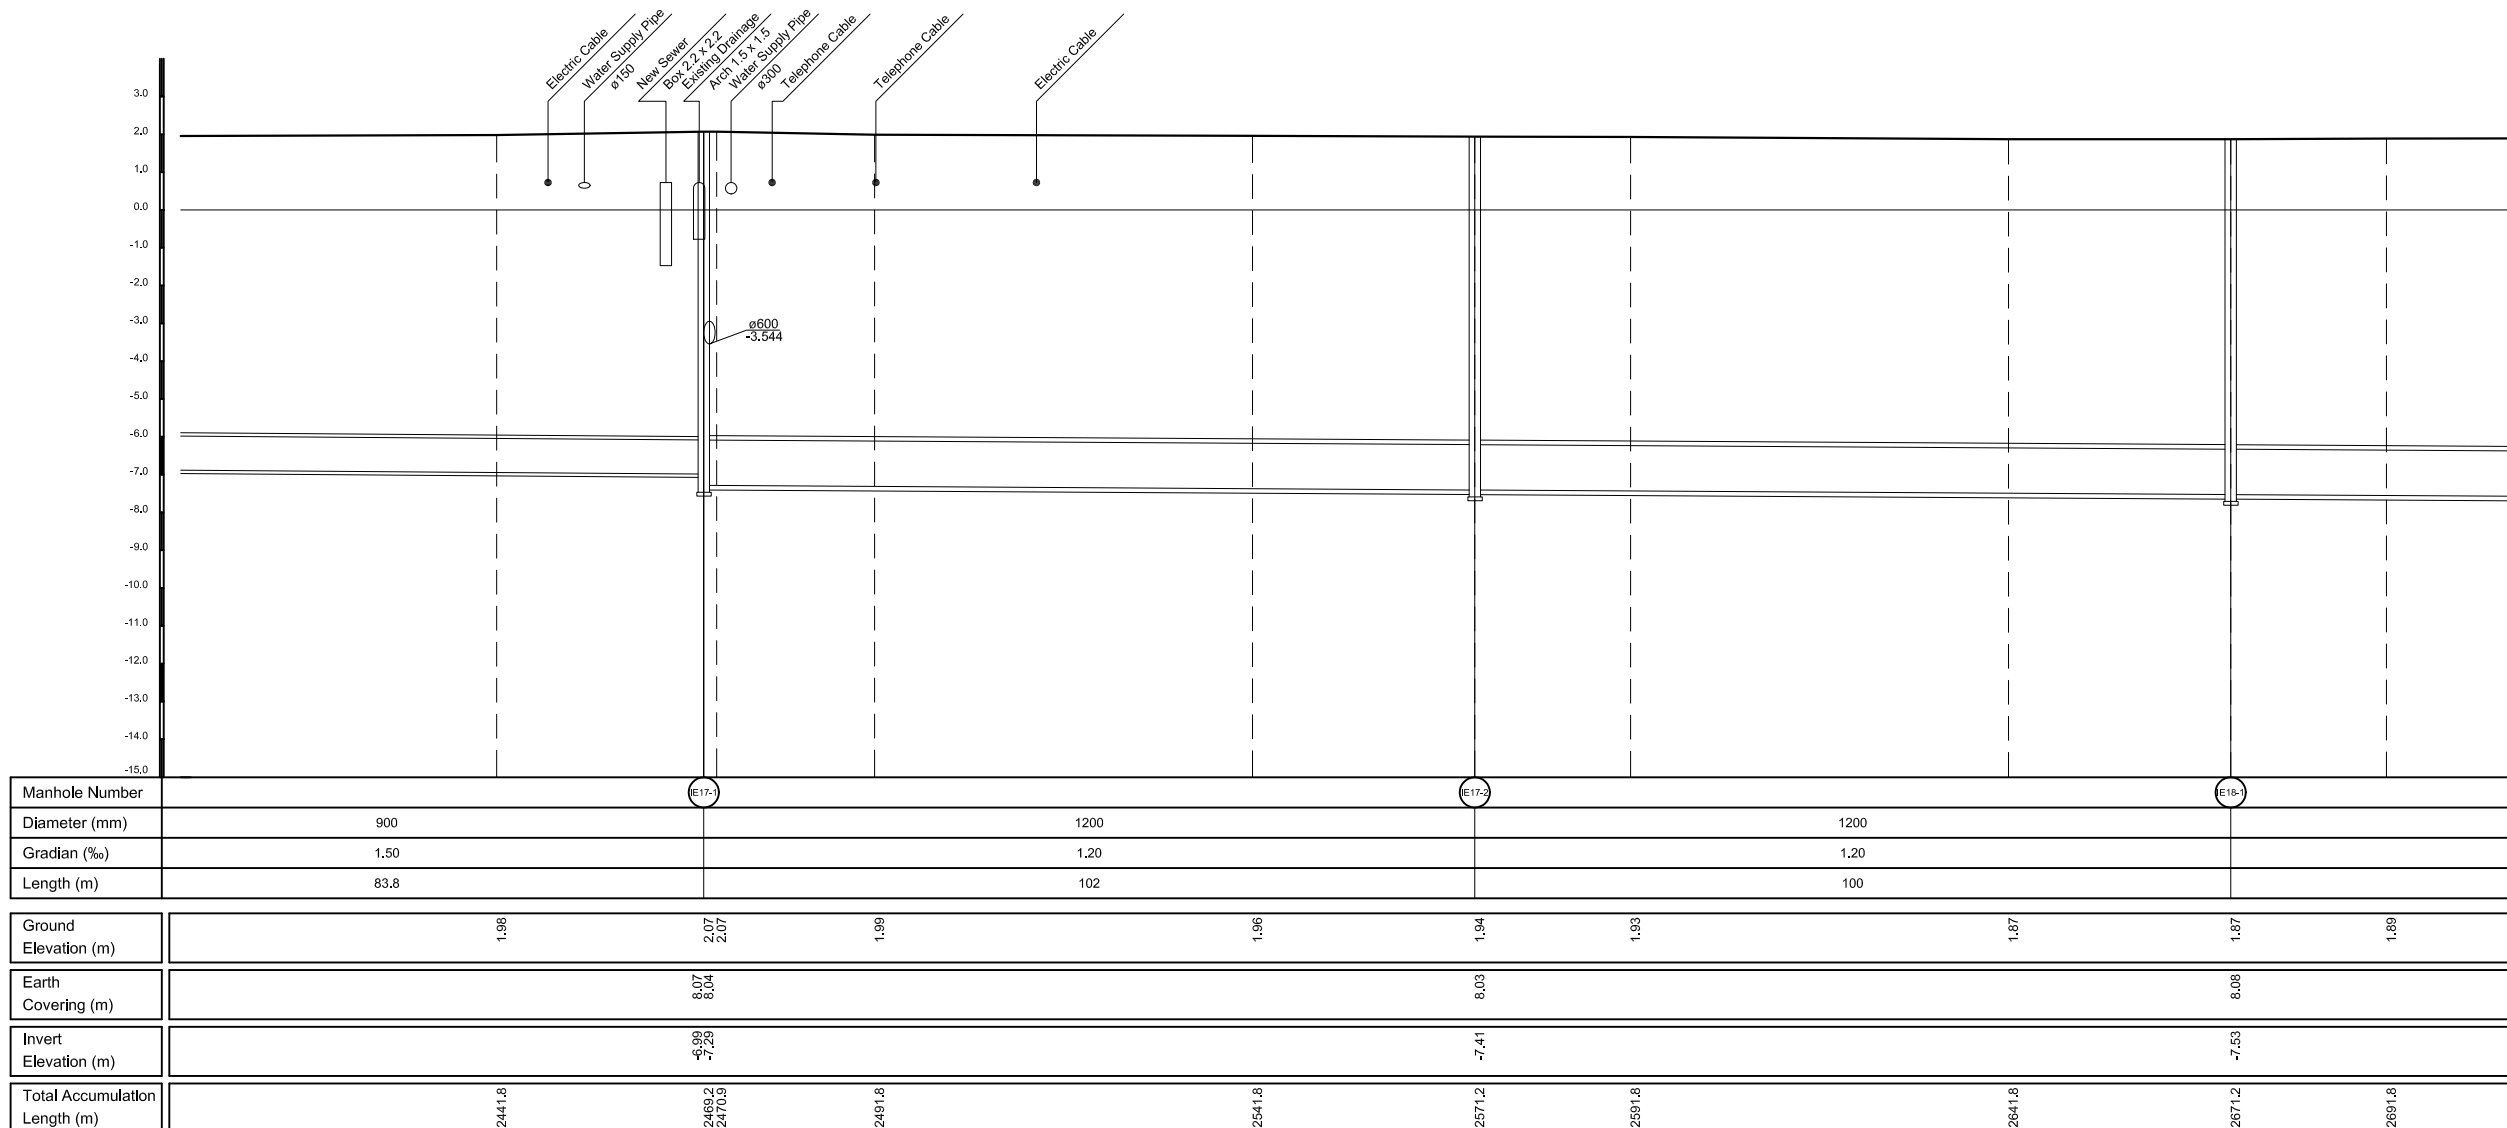 Electric Cable
Water Supply Pipe
ø150
New Sewer
Box 2.2 x 2.2
Existing Drainage
Arch 1.5 x 1.5
Water Supply Pipe
ø300
Telephone Cable
Telephone Cable
Electric Cable
3.0
2.0
1.0
0.0
-1.0
-2.0
-3.0
ø600
-3.544
-4.0
-5.0
-6.0
-7.0
-8.0
-9.0
-10.0
-11.0
-12.0
-13.0
-14.0
-15.0
Manhole Number IE17-1 IE17-2 IE18-1
Diameter (mm) 900 1200 1200
Gradian (‰) 1.50 1.20 1.20
Length (m) 83.8 102 100
Ground
Elevation (m)
1.98 2.07 2.07 1.99 1.96 1.94 1.93 1.87 1.87 1.89
Earth
Covering (m)
8.07 8.04 8.03 8.08
Invert
Elevation (m)
-6.99 -7.29 -7.41 -7.53
Total Accumulation
Length (m)
2441.8 2469.2 2470.9 2491.8 2541.8 2571.2 2591.8 2641.8 2671.2 2691.8